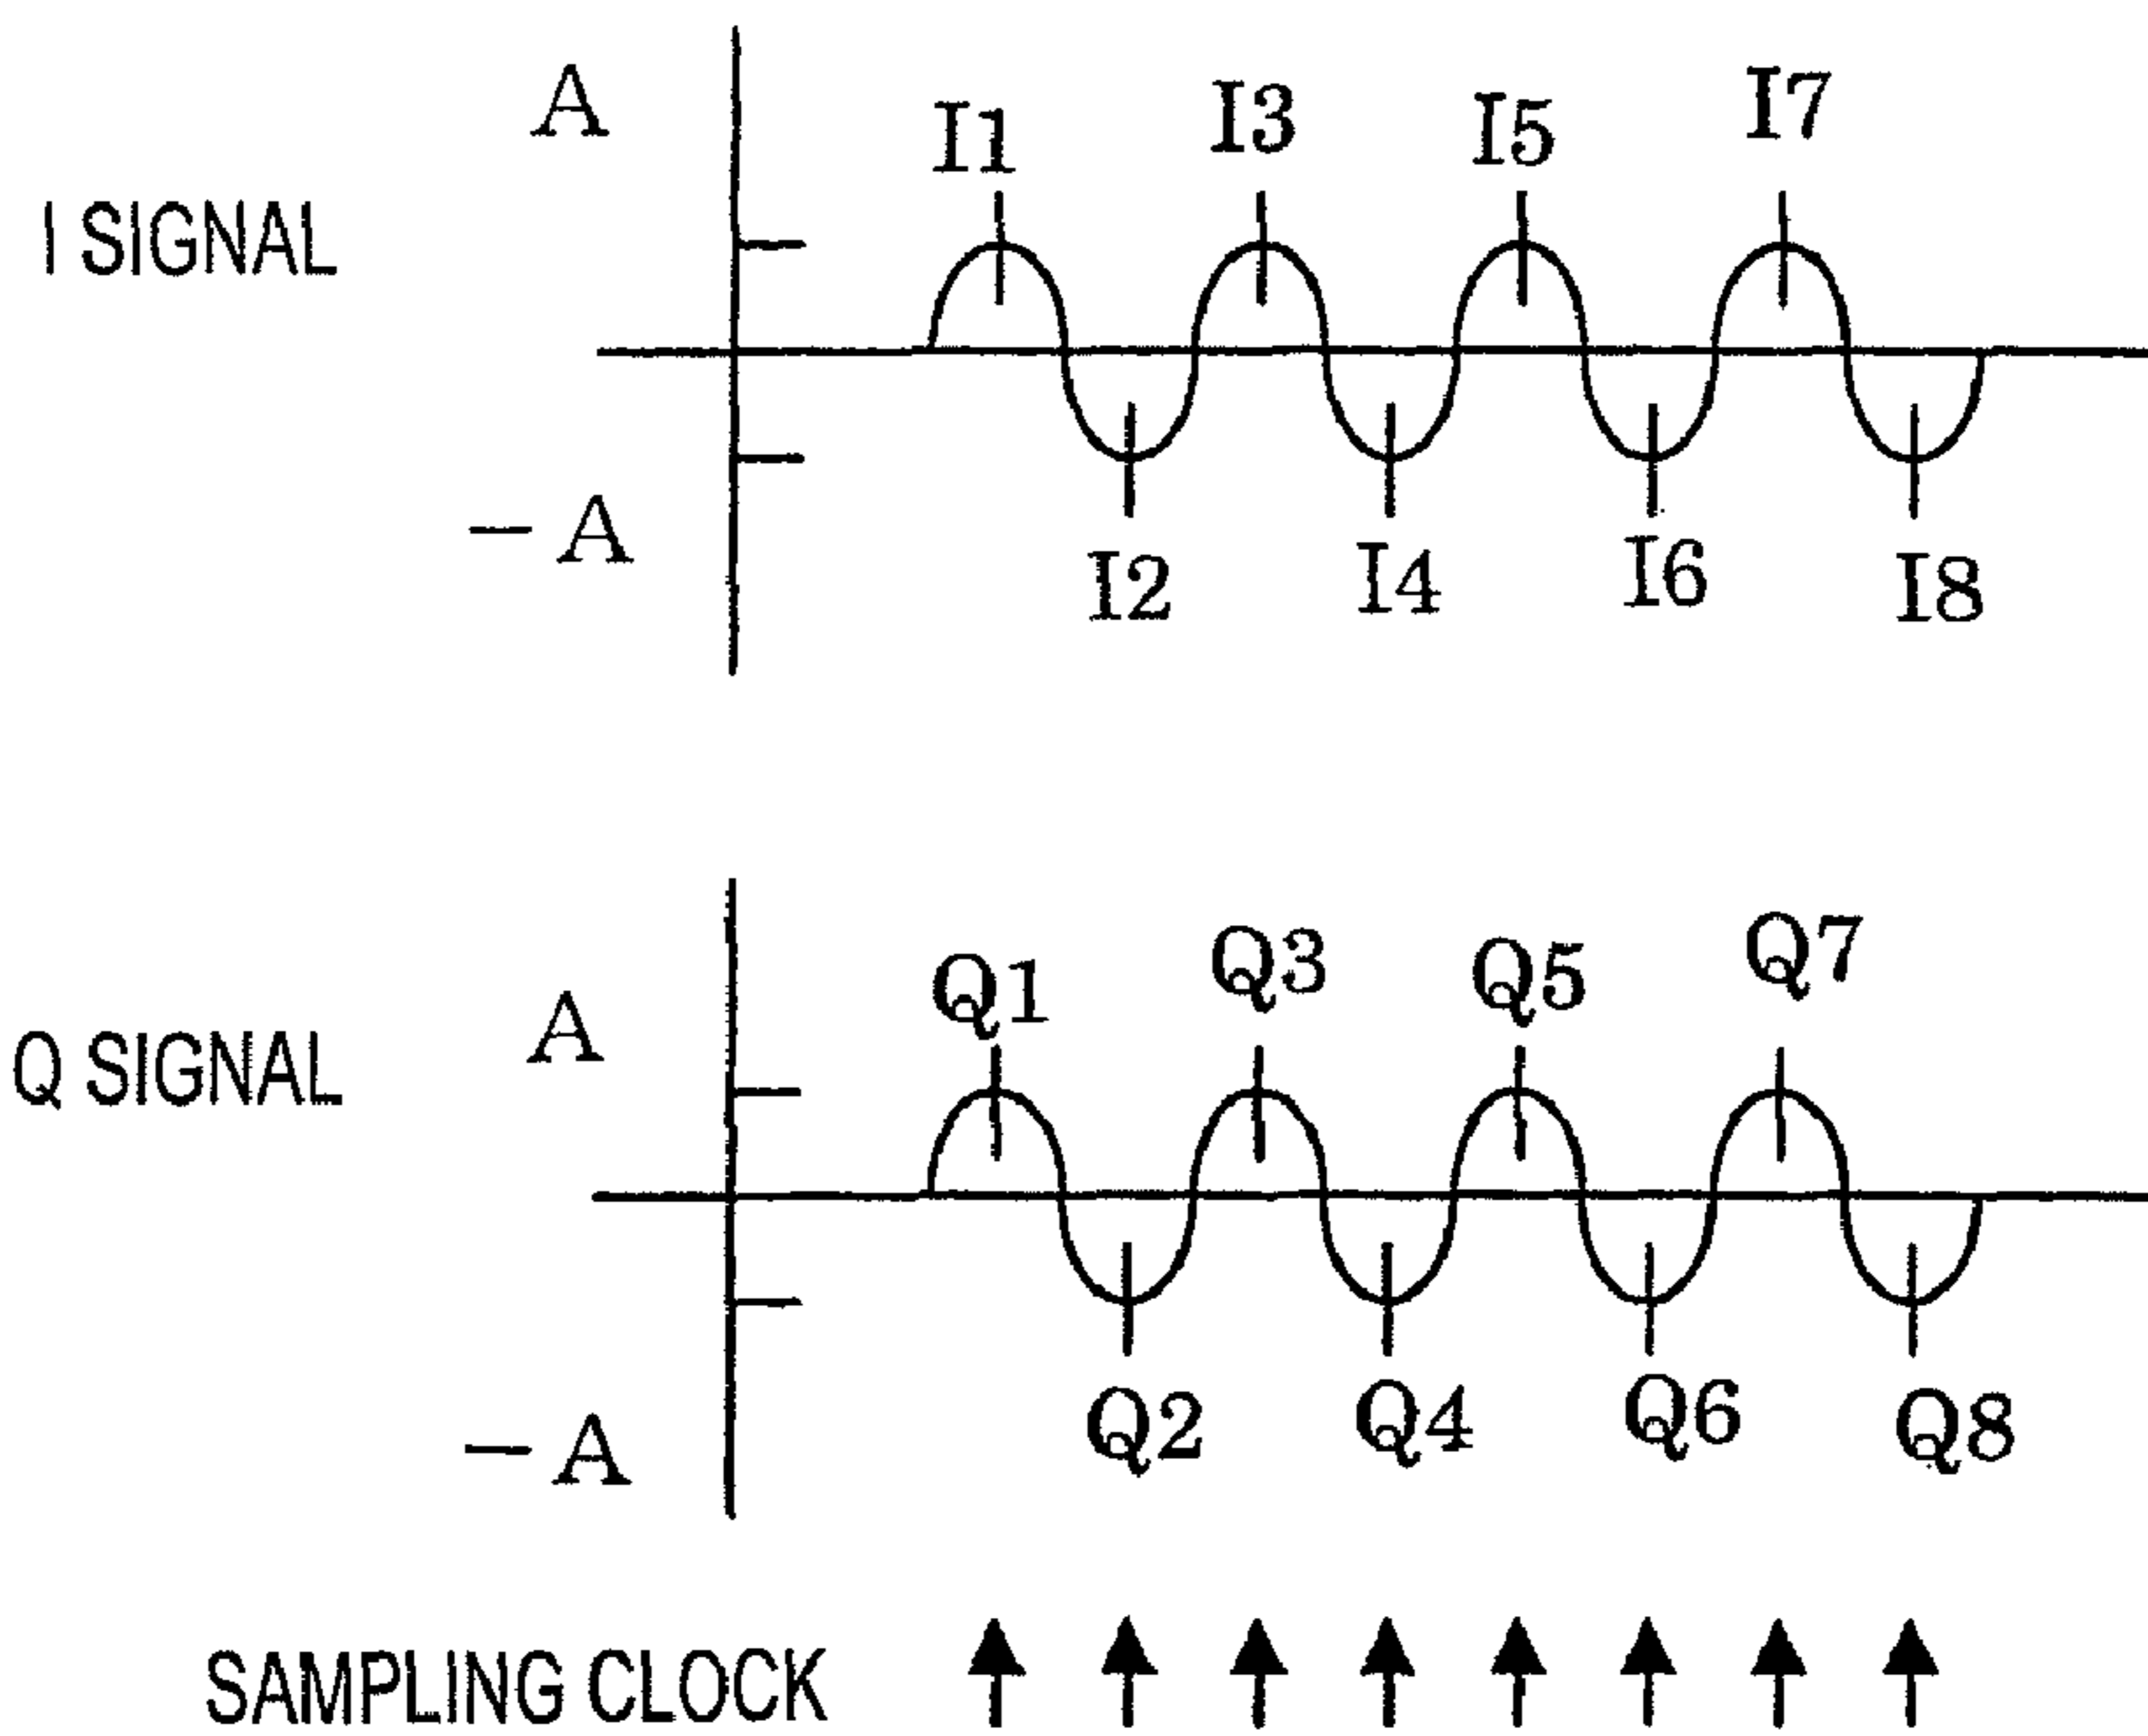 A
I1 I3 I5 I7
I SIGNAL
− A
I2 I4 I6 I8
Q1 Q3 Q5 Q7
A
Q SIGNAL
− A
Q2 Q4 Q6 Q8
SAMPLING CLOCK